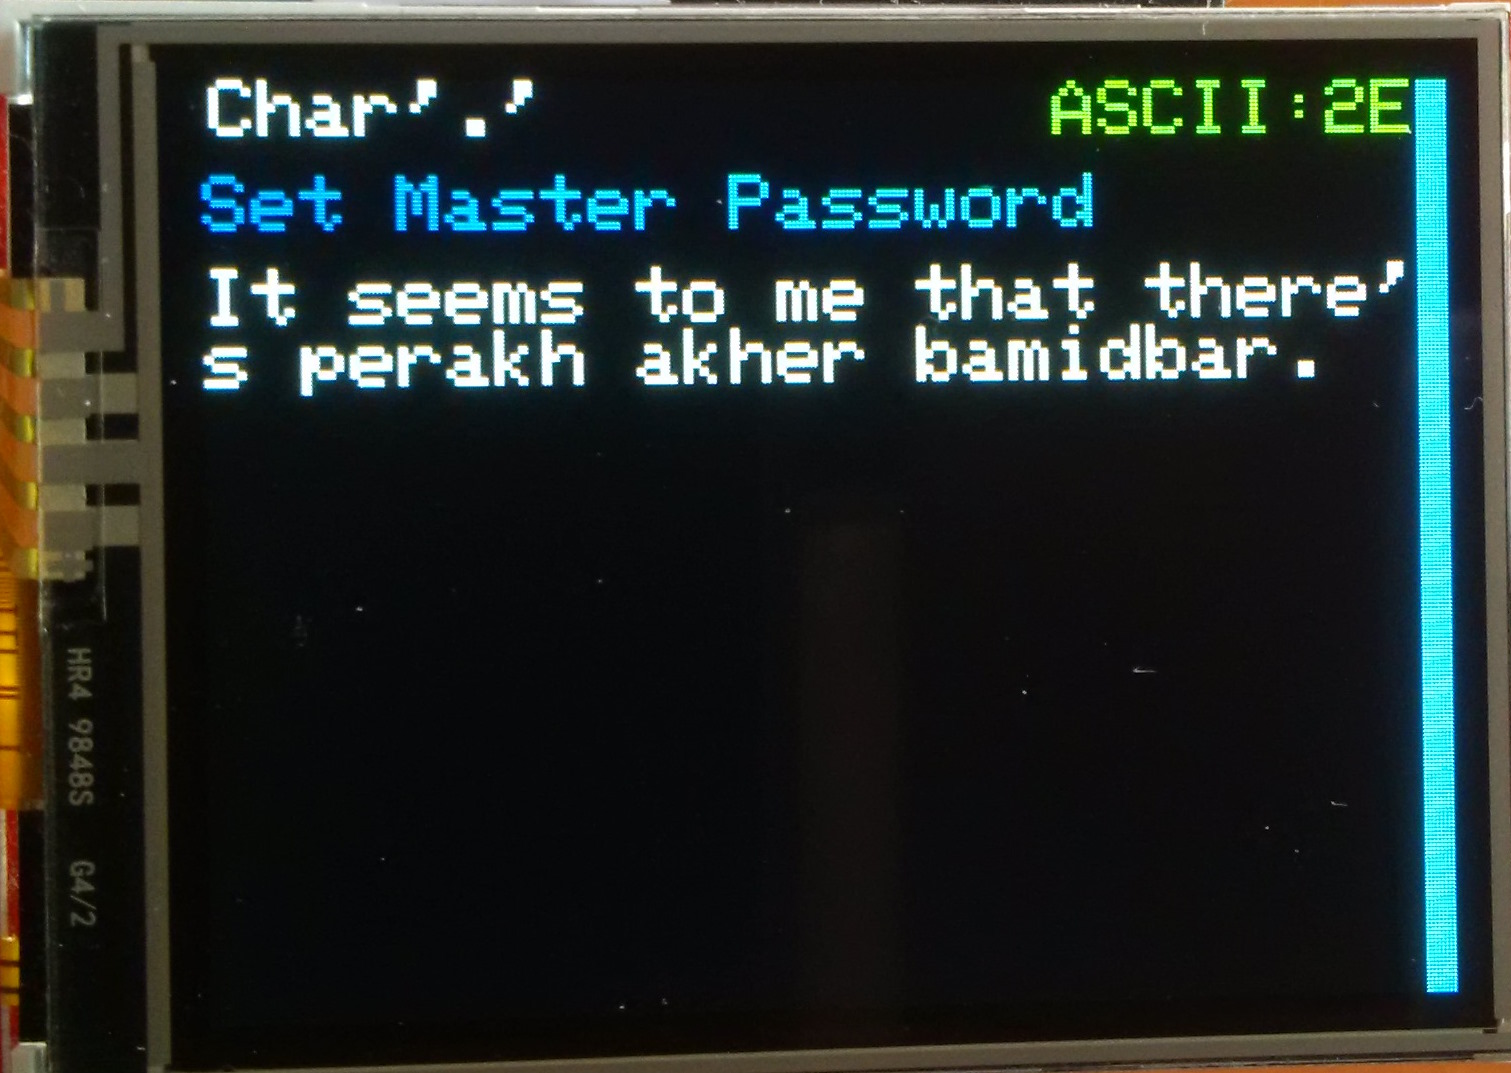 Char'.' ASCII:2E
Set Master Password
It seems to me that there'
s perakh akher bamidbar.
HR4 9848S G4/2